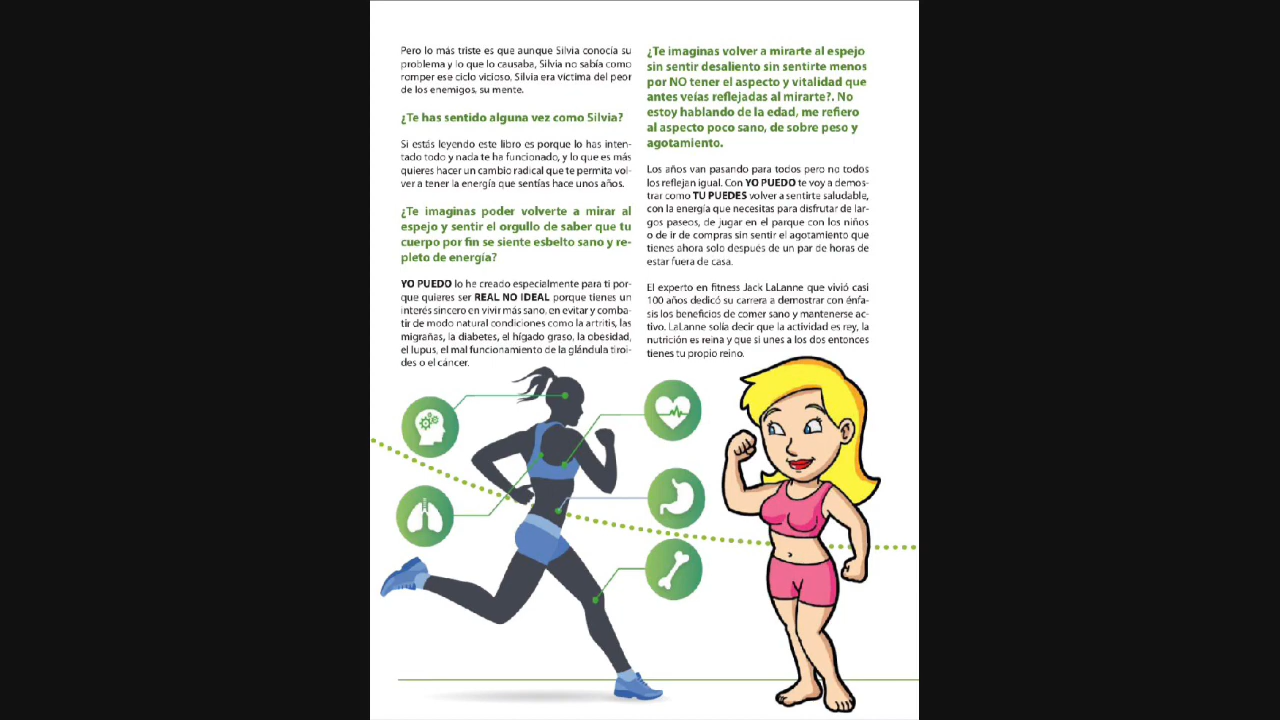 Pero lo más triste es que aunque Silvia conocía su
problema y lo que lo causaba, Silvia no sabía como
romper ese ciclo vicioso. Silvia era víctima del peor
de los enemigos, su mente.
¿Te has sentido alguna vez como Silvia?
Si estás leyendo este libro es porque lo has inten-
tado todo y nada te ha funcionado, y lo que es más
quieres hacer un cambio radical que te permita vol-
ver a tener la energía que sentías hace unos años.
¿Te imaginas poder volverte a mirar al
espejo y sentir el orgullo de saber que tu
cuerpo por fin se siente esbelto sano y re-
pleto de energía?
YO PUEDO lo he creado especialmente para ti por-
que quieres ser REAL NO IDEAL porque tienes un
interés sincero en vivir más sano, en evitar y comba-
tir de modo natural condiciones como la artritis, las
migrañas, la diabetes, el hígado graso, la obesidad,
el lupus, el mal funcionamiento de la glándula tiroi-
des o el cáncer.
¿Te imaginas volver a mirarte al espejo
sin sentir desaliento sin sentirte menos
por NO tener el aspecto y vitalidad que
antes veías reflejadas al mirarte?. No
estoy hablando de la edad, me refiero
al aspecto poco sano, de sobre peso y
agotamiento.
Los años van pasando para todos pero no todos
los reflejan igual. Con YO PUEDO te voy a demos-
trar como TU PUEDES volver a sentirte saludable,
con la energía que necesitas para disfrutar de lar-
gos paseos, de jugar en el parque con los niños
o de ir de compras sin sentir el agotamiento que
tienes ahora solo después de un par de horas de
estar fuera de casa.
El experto en fitness Jack LaLanne que vivió casi
100 años dedicó su carrera a demostrar con énfa-
sis los beneficios de comer sano y mantenerse ac-
tivo. LaLanne solía decir que la actividad es rey, la
nutrición es reina y que si unes a los dos entonces
tienes tu propio reino.